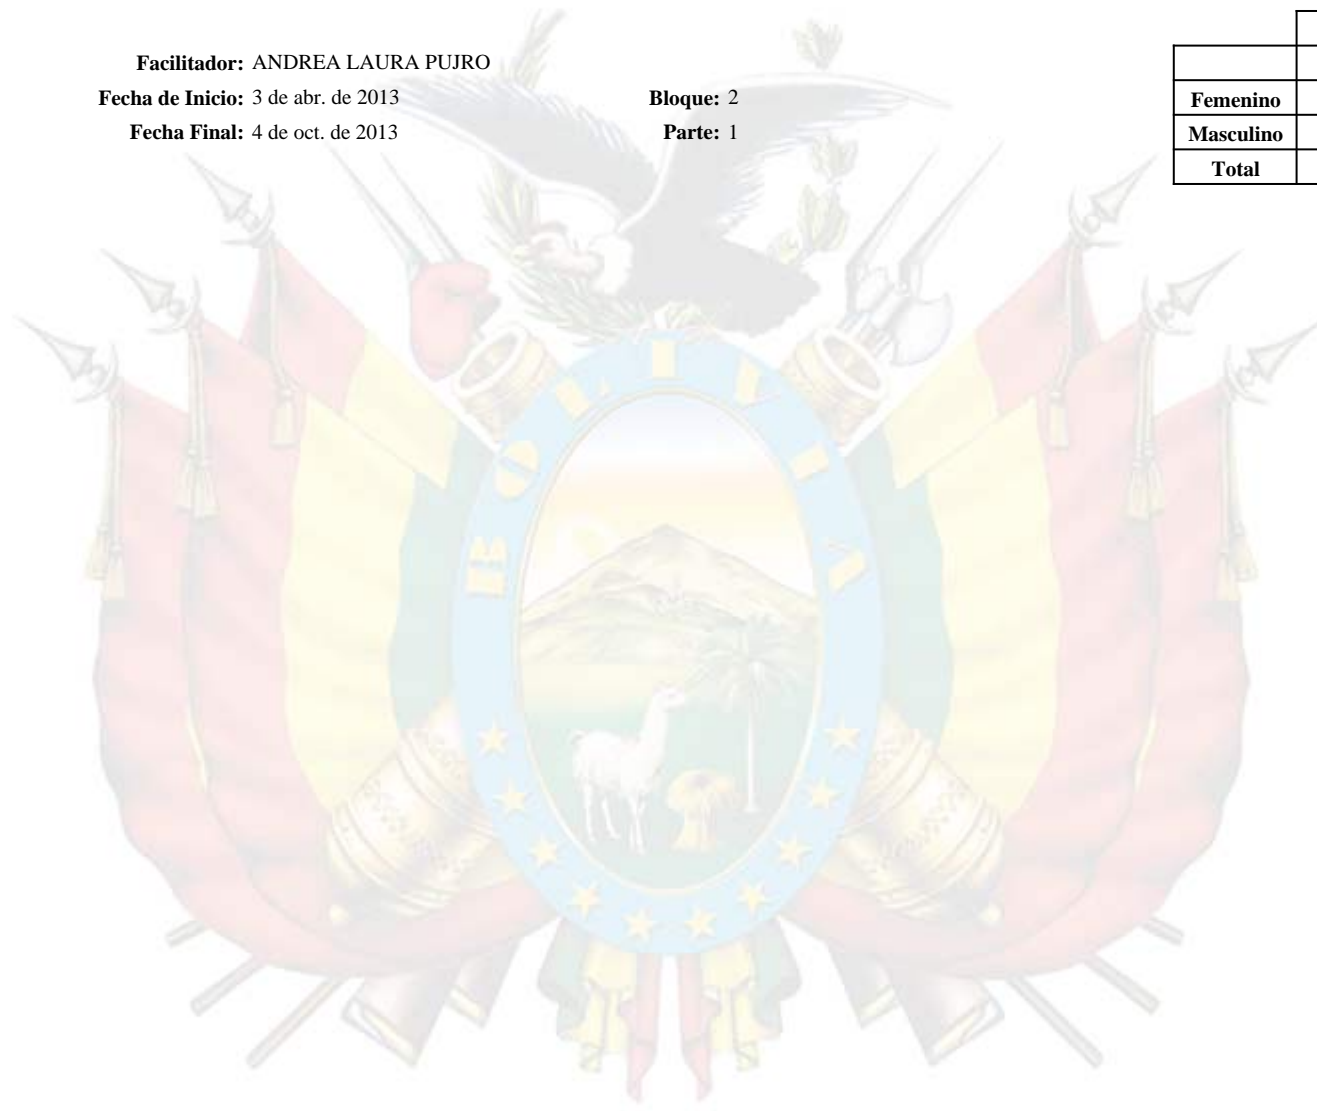 Facilitador: ANDREA LAURA PUJRO
Fecha de Inicio: 3 de abr. de 2013
Bloque: 2
Fecha Final: 4 de oct. de 2013
Parte: 1
Femenino
Masculino
Total
BOLIVIA